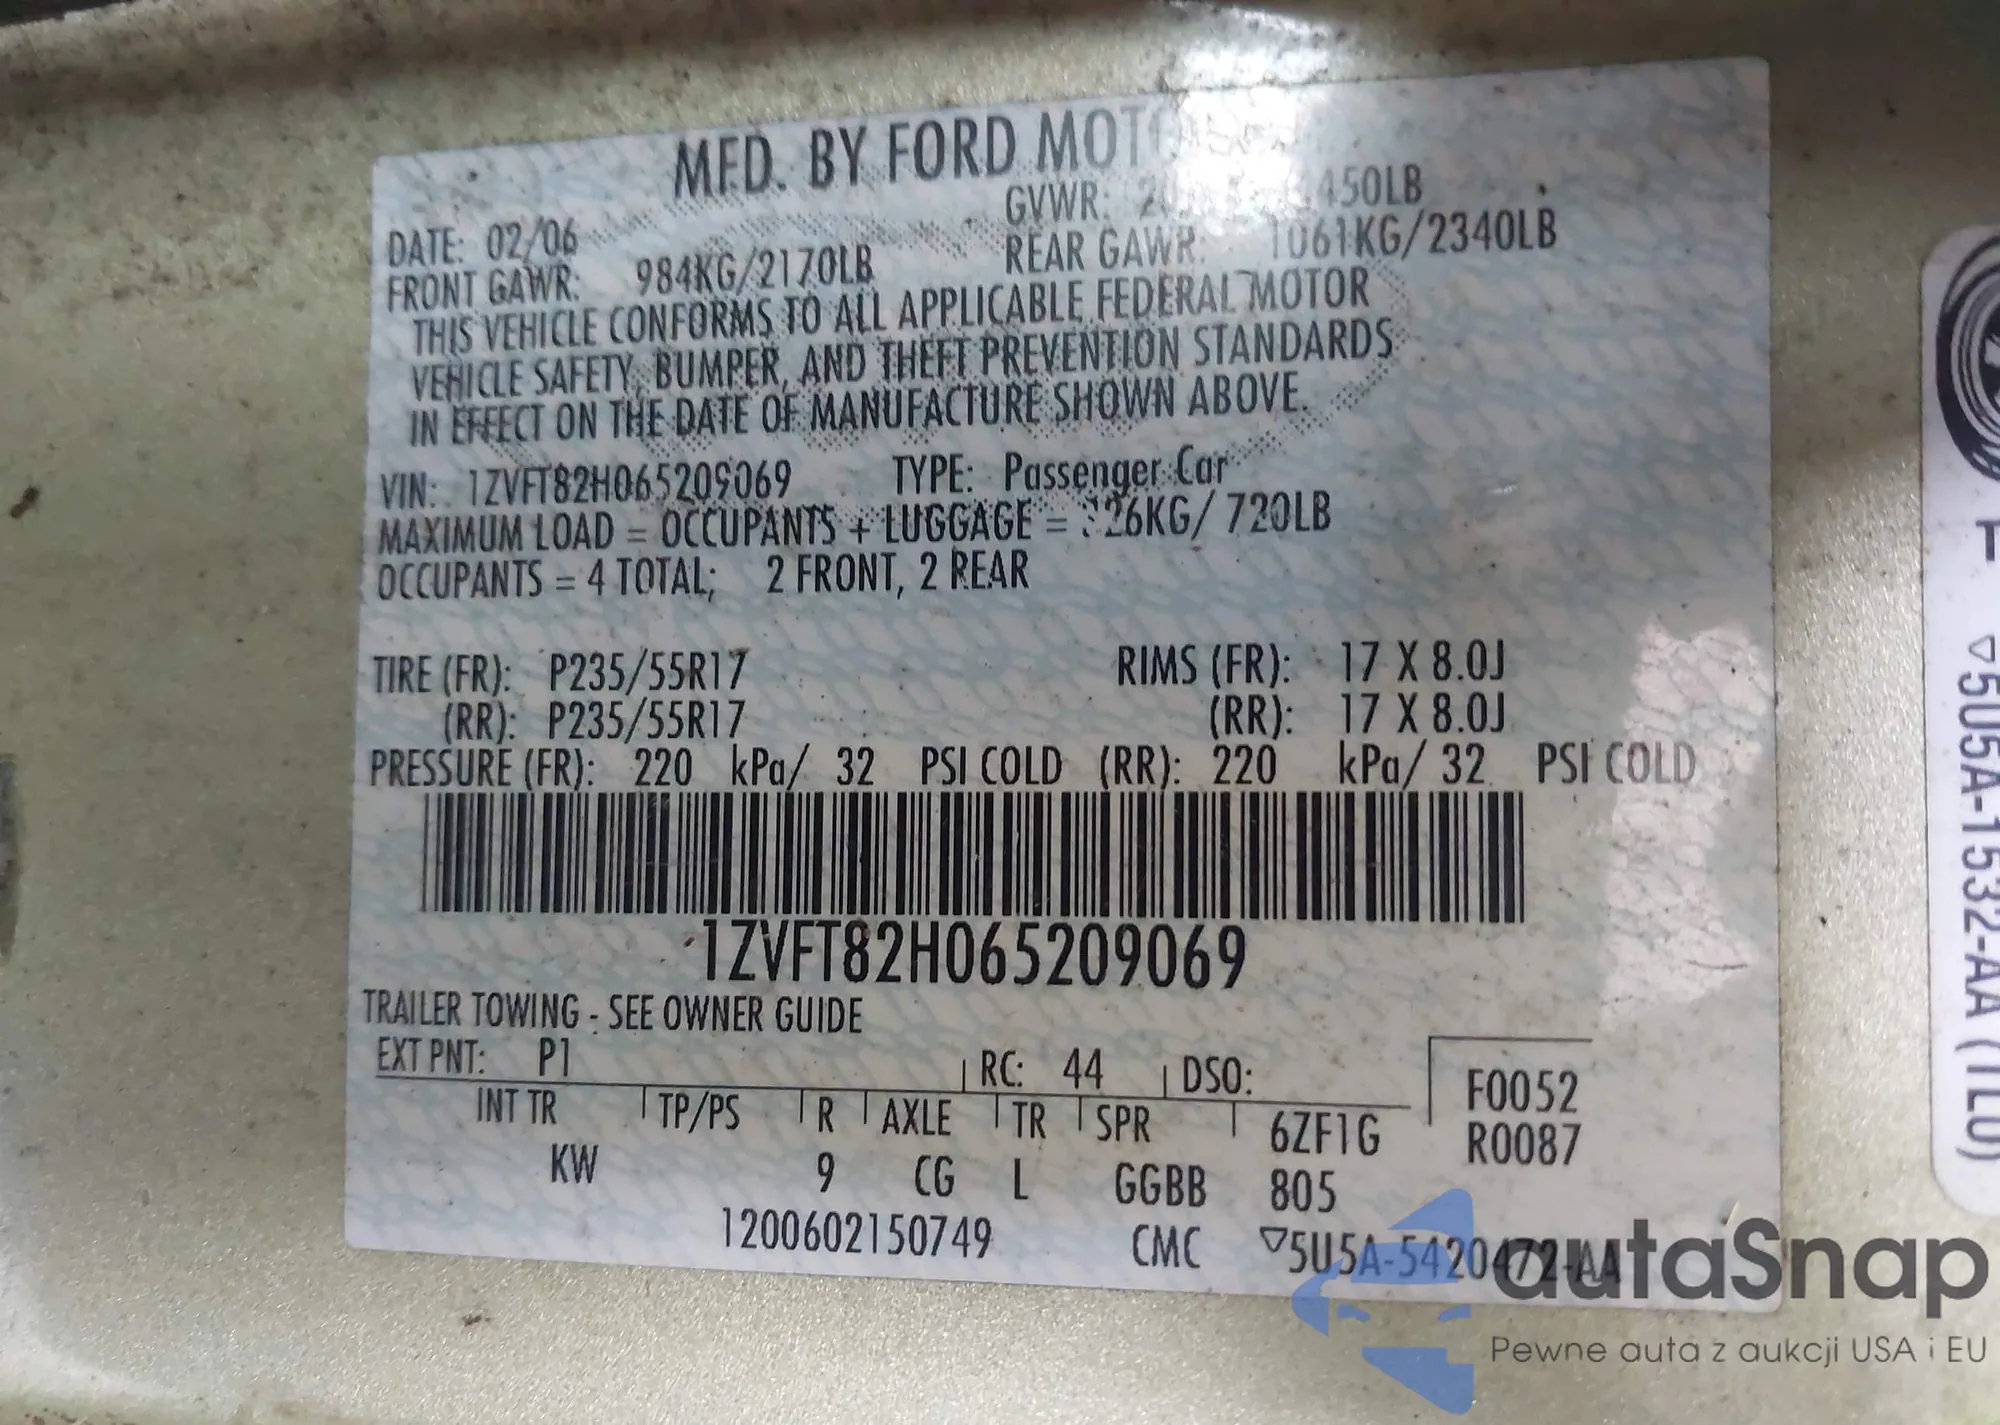 MFD. BY FORD MOTOR
DATE: 02/06 GVWR: 450LB
FRONT GAWR: 984KG/2170LB REAR GAWR: 1061KG/2340LB
THIS VEHICLE CONFORMS TO ALL APPLICABLE FEDERAL MOTOR
VEHICLE SAFETY, BUMPER, AND THEFT PREVENTION STANDARDS
IN EFFECT ON THE DATE OF MANUFACTURE SHOWN ABOVE.
VIN: 1ZVFT82H065209069 TYPE: Passenger Car
MAXIMUM LOAD = OCCUPANTS + LUGGAGE = 26KG/ 720LB
OCCUPANTS = 4 TOTAL; 2 FRONT, 2 REAR
TIRE (FR): P235/55R17 RIMS (FR): 17 X 8.0J
(RR): P235/55R17 (RR): 17 X 8.0J
PRESSURE (FR): 220 kPa/ 32 PSI COLD (RR): 220 kPa/ 32 PSI COLD
1ZVFT82H065209069
TRAILER TOWING - SEE OWNER GUIDE
EXT PNT: P1 RC: 44 DSO: F0052
INT TR TP/PS R AXLE TR SPR 6ZF1G R0087
KW 9 CG L GGBB 805
1200602150749 CMC ▽5U5A-5420472-AA
▽5U5A-1532-AA (TLU)
autaSnap
Pewne auta z aukcji USA i EU